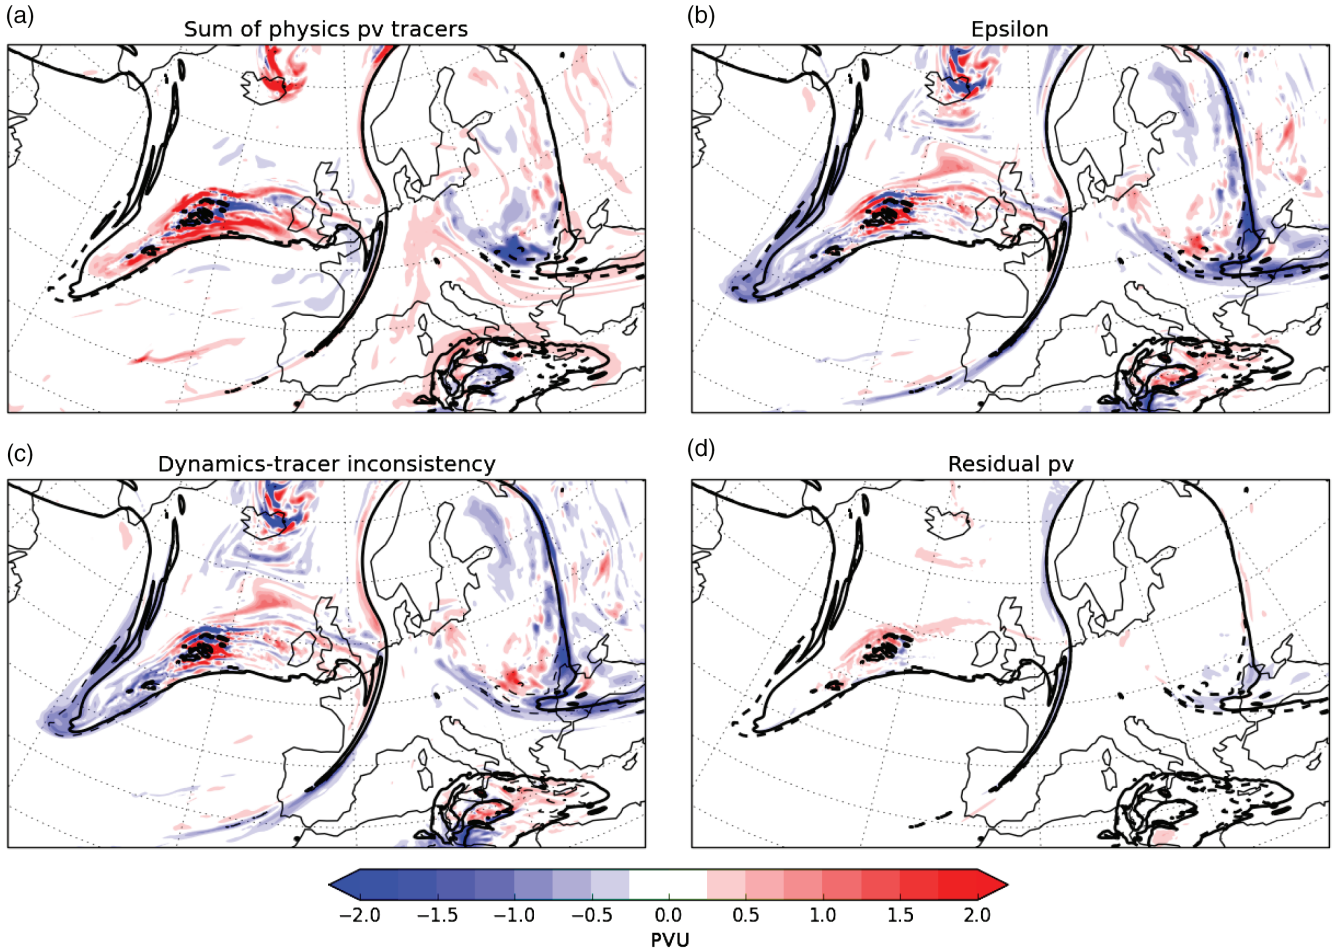 (a)
Sum of physics pv tracers
(b)
Epsilon
(c)
Dynamics-tracer inconsistency
(d)
Residual pv
−2.0 −1.5 −1.0 −0.5 0.0 0.5 1.0 1.5 2.0
PVU